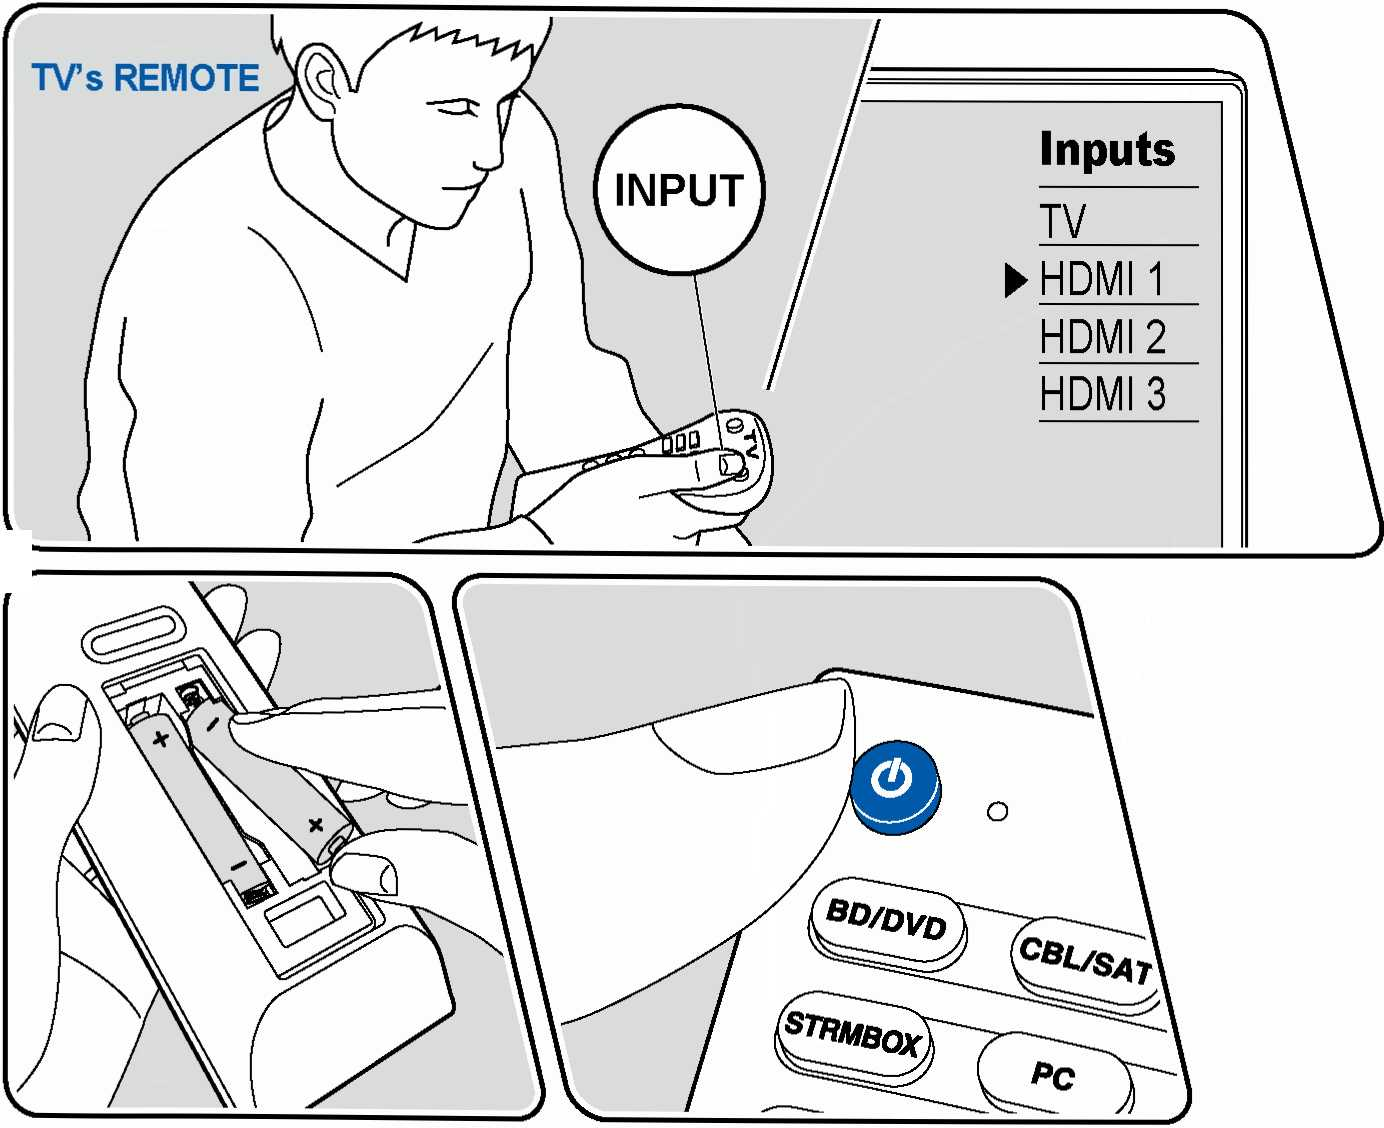 TV's REMOTE
INPUT
Inputs
TV
HDMI 1
HDMI 2
HDMI 3
TV
+
-
-
+
BD/DVD
CBL/SAT
STRMBOX
PC